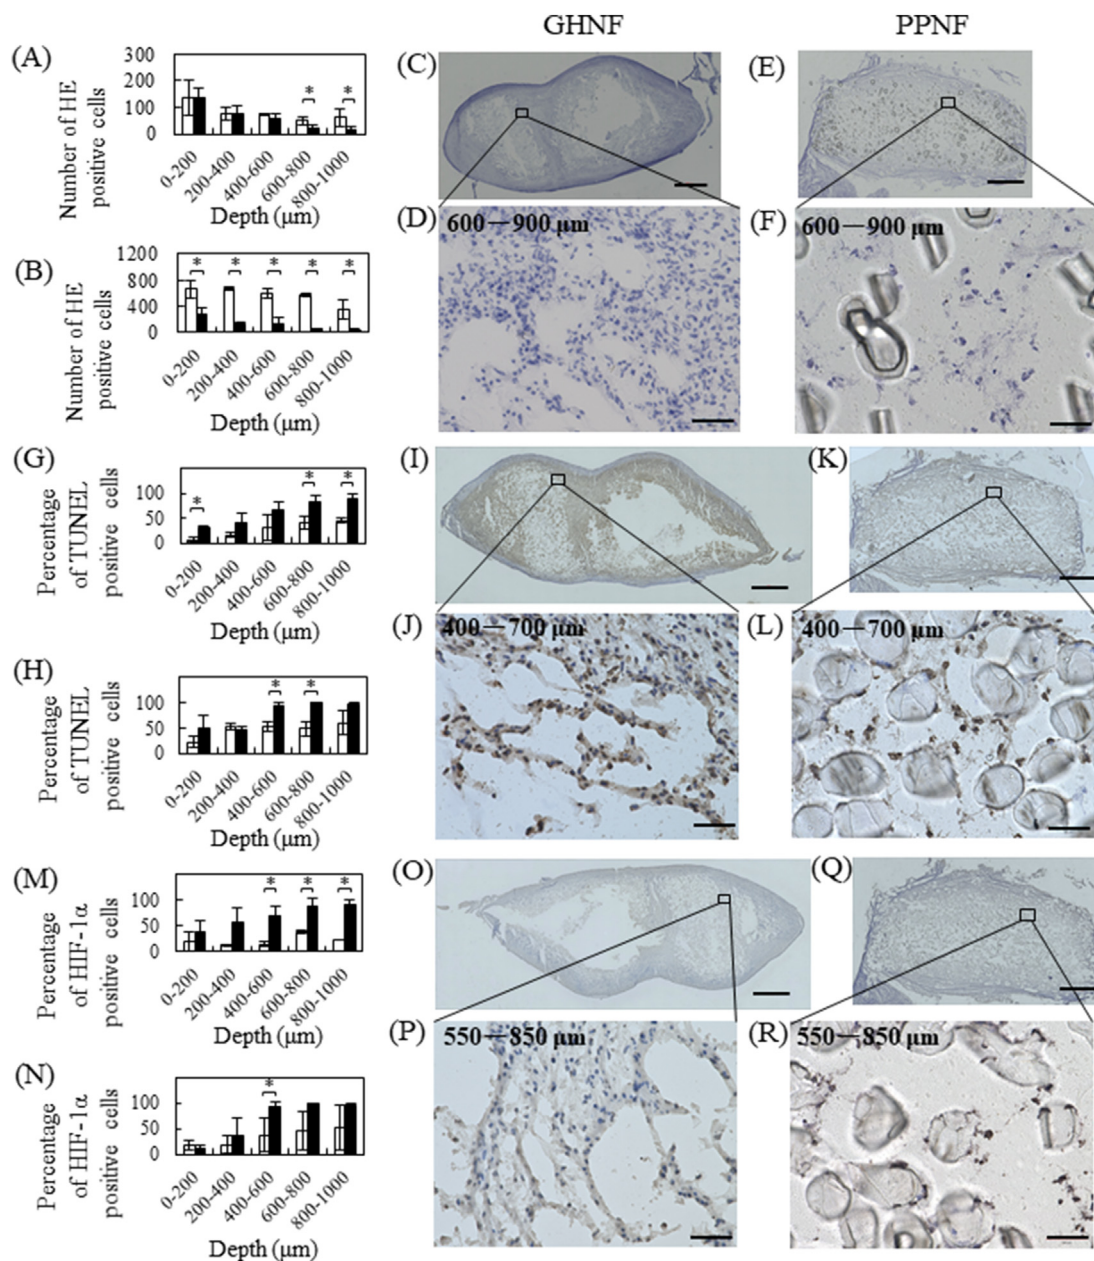 GHNF
PPNF
(A)
Number of HE
positive cells
300
200
100
0
* *
0-200
200-400
400-600
600-800
800-1000
Depth (μm)
(B)
Number of HE
positive cells
1200
800
400
0
* * * * *
0-200
200-400
400-600
600-800
800-1000
Depth (μm)
(C)
(E)
(D)
600—900 μm
(F)
600—900 μm
(G)
Percentage
of TUNEL
positive cells
100
50
0
* * *
0-200
200-400
400-600
600-800
800-1000
Depth (μm)
(H)
Percentage
of TUNEL
positive cells
100
50
0
* *
0-200
200-400
400-600
600-800
800-1000
Depth (μm)
(I)
(K)
(J)
400—700 μm
(L)
400—700 μm
(M)
Percentage
of HIF-1α
positive cells
100
50
0
* * *
0-200
200-400
400-600
600-800
800-1000
Depth (μm)
(N)
Percentage
of HIF-1α
positive cells
100
50
0
*
0-200
200-400
400-600
600-800
800-1000
Depth (μm)
(O)
(Q)
(P)
550—850 μm
(R)
550—850 μm